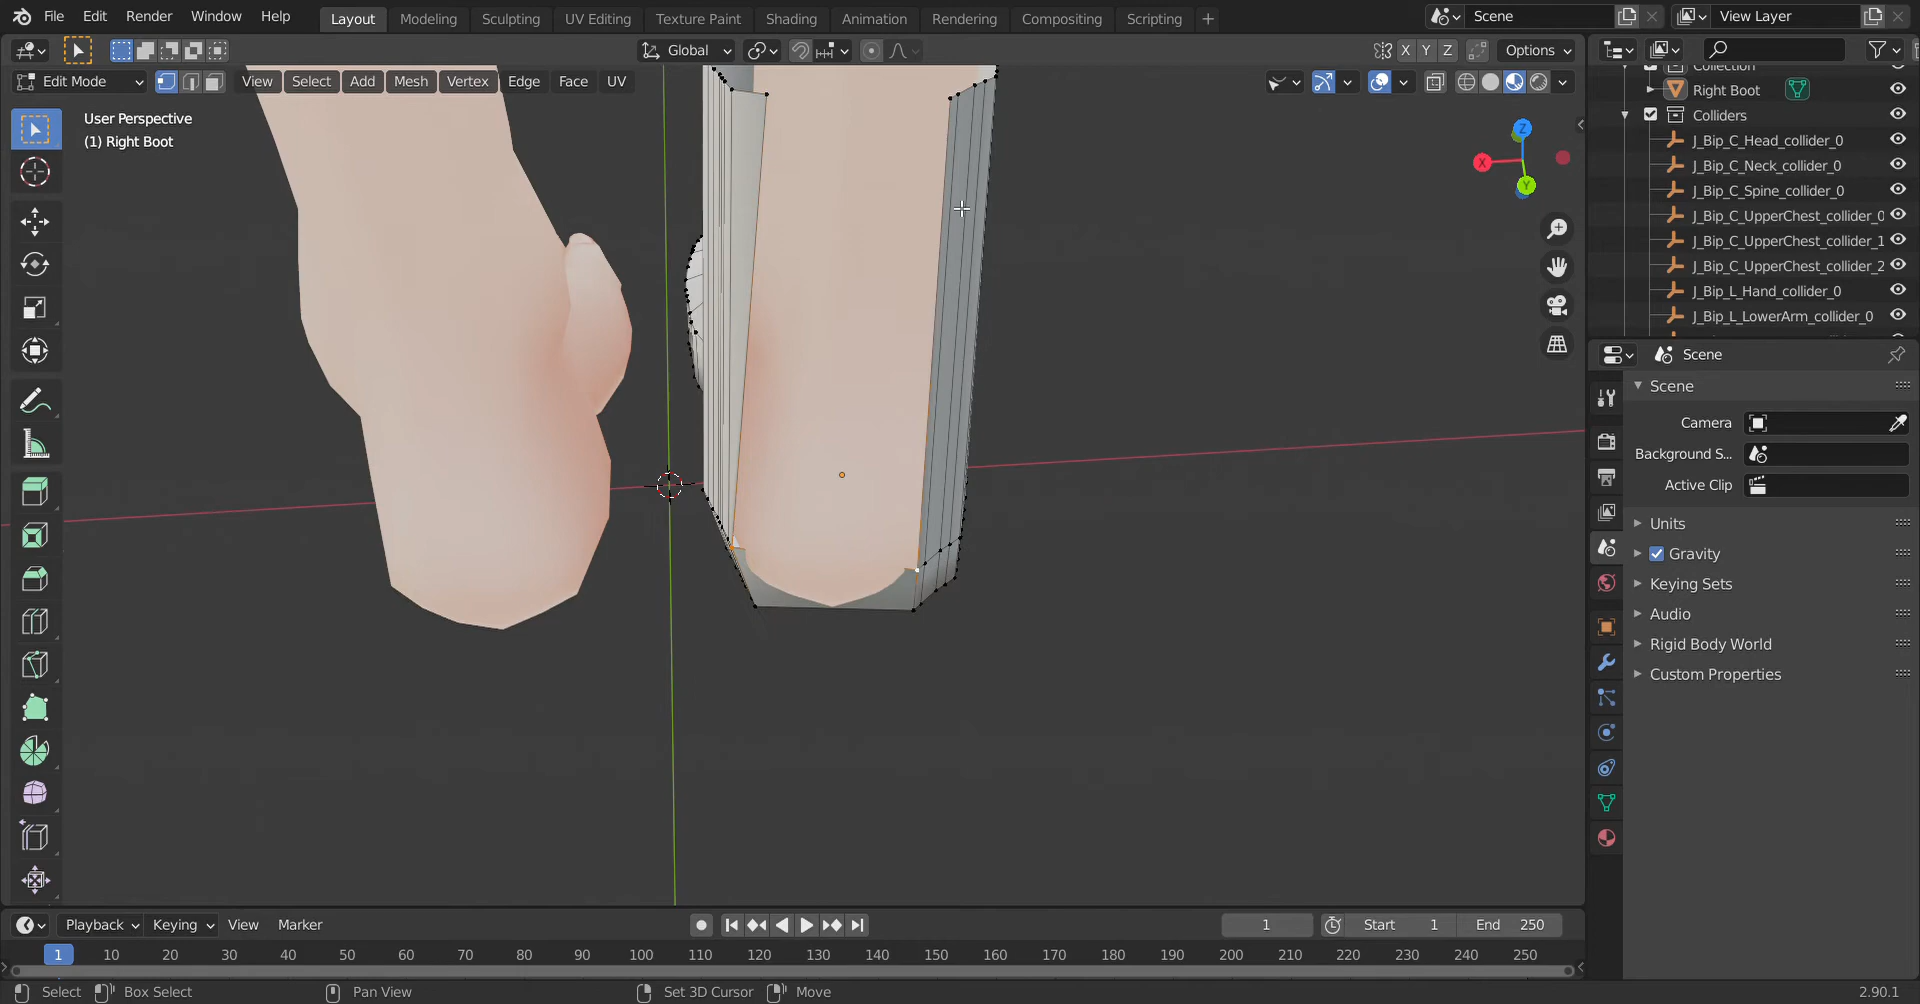 File Edit Render Window Help Layout Modeling Sculpting UV Editing Texture Paint Shading Animation Rendering Compositing Scripting + Scene View Layer
Global X Y Z Options
Edit Mode View Select Add Mesh Vertex Edge Face UV
User Perspective
(1) Right Boot
Z
X
Y
Collection
Right Boot
Colliders
J_Bip_C_Head_collider_0
J_Bip_C_Neck_collider_0
J_Bip_C_Spine_collider_0
J_Bip_C_UpperChest_collider_0
J_Bip_C_UpperChest_collider_1
J_Bip_C_UpperChest_collider_2
J_Bip_L_Hand_collider_0
J_Bip_L_LowerArm_collider_0
Scene
Scene
Camera
Background S...
Active Clip
Units
Gravity
Keying Sets
Audio
Rigid Body World
Custom Properties
Playback Keying View Marker 1 Start 1 End 250
1 10 20 30 40 50 60 70 80 90 100 110 120 130 140 150 160 170 180 190 200 210 220 230 240 250
Select Box Select Pan View Set 3D Cursor Move 2.90.1